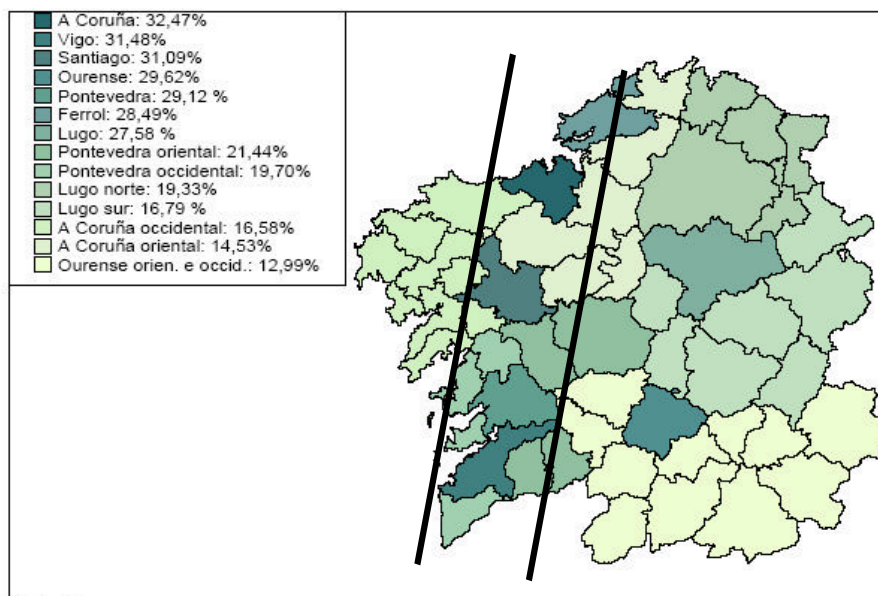 A Coruña: 32,47%
Vigo: 31,48%
Santiago: 31,09%
Ourense: 29,62%
Pontevedra: 29,12 %
Ferrol: 28,49%
Lugo: 27,58 %
Pontevedra oriental: 21,44%
Pontevedra occidental: 19,70%
Lugo norte: 19,33%
Lugo sur: 16,79 %
A Coruña occidental: 16,58%
A Coruña oriental: 14,53%
Ourense orien. e occid.: 12,99%